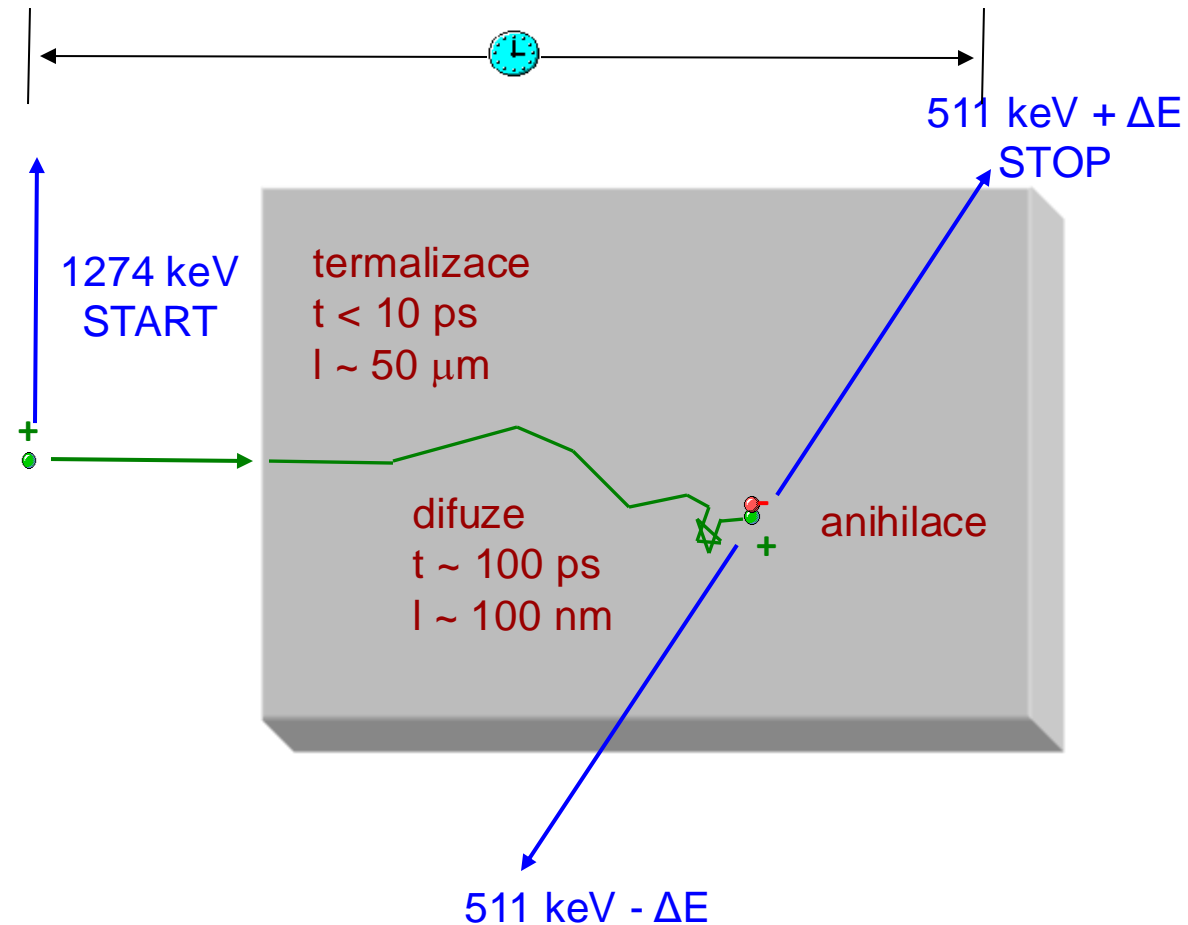 511 keV + ΔE
STOP
1274 keV
START
termalizace
t < 10 ps
l ~ 50 μm
+
difuze
t ~ 100 ps
l ~ 100 nm
-
+
anihilace
511 keV - ΔE